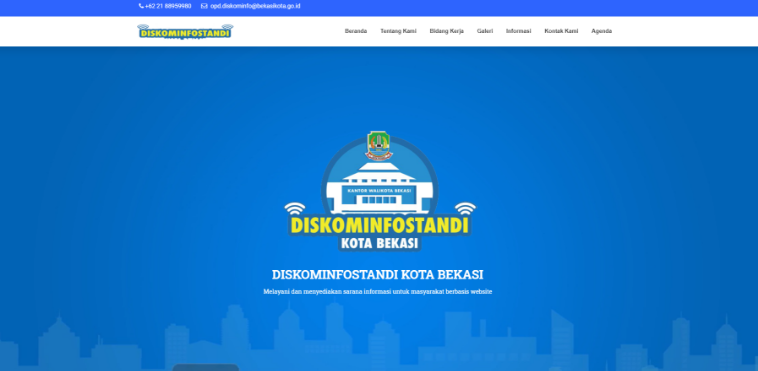 +62 21 88959980 opd.diskominfo@bekasikota.go.id
DISKOMINFOSTANDI
Beranda Tentang Kami Bidang Kerja Galeri Informasi Kontak Kami Agenda
KANTOR WALIKOTA BEKASI
DISKOMINFOSTANDI
KOTA BEKASI
DISKOMINFOSTANDI KOTA BEKASI
Melayani dan menyediakan sarana informasi untuk masyarakat berbasis website